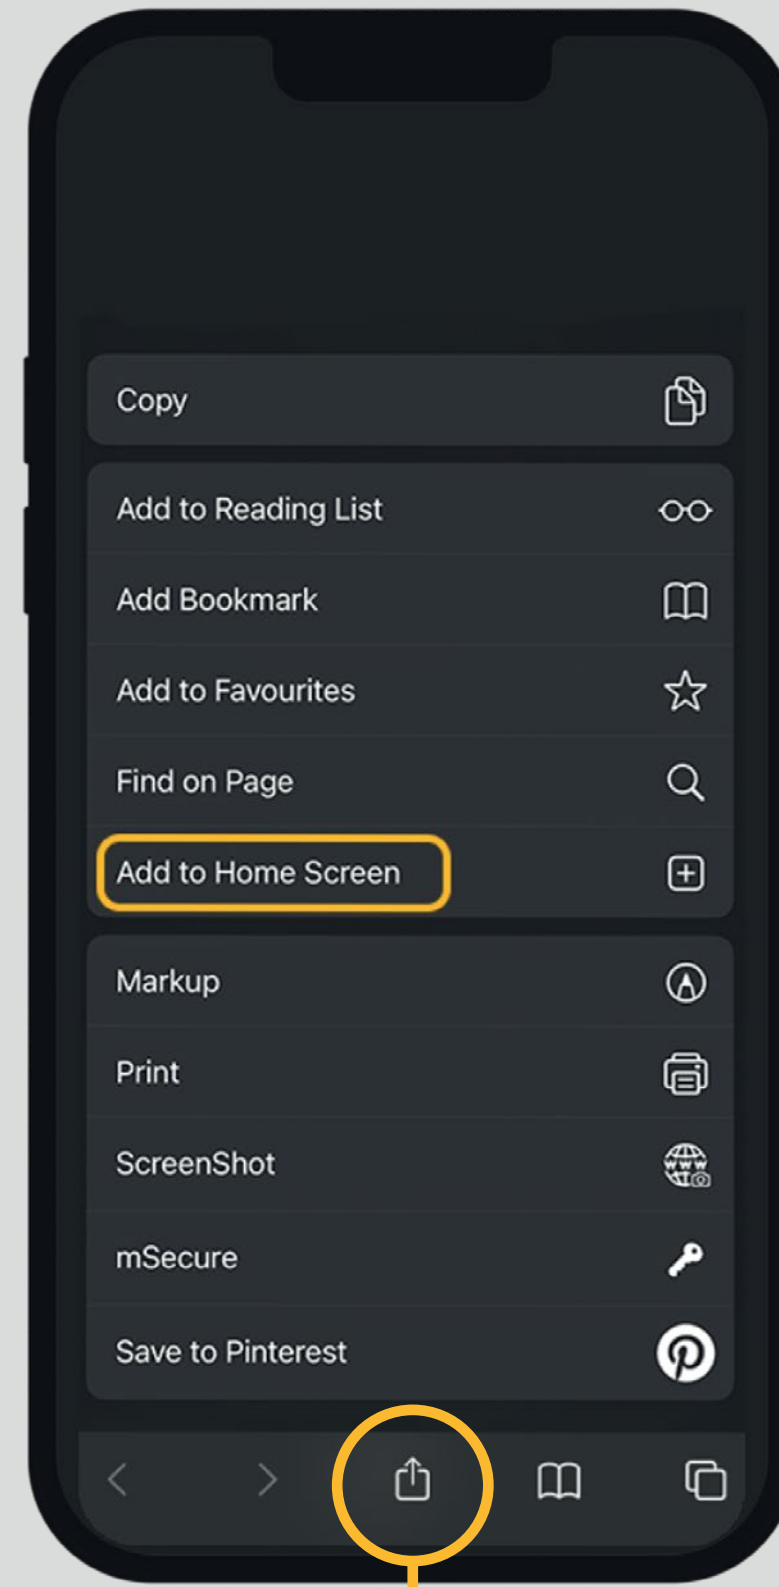 Copy
Add to Reading List
Add Bookmark
Add to Favourites
Find on Page
Add to Home Screen
Markup
Print
ScreenShot
mSecure
Save to Pinterest